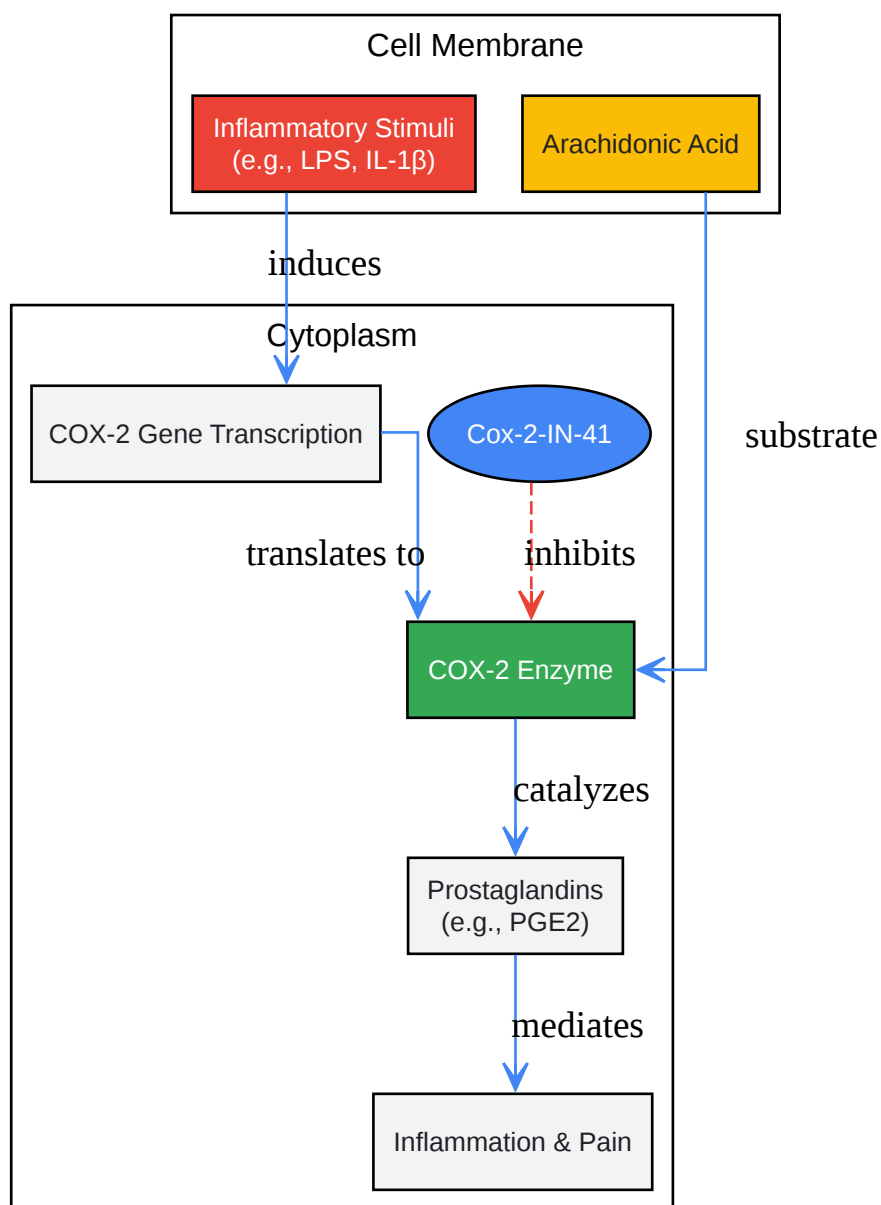 Cell Membrane
Inflammatory Stimuli
(e.g., LPS, IL-1β)
Arachidonic Acid
induces
Cytoplasm
COX-2 Gene Transcription
Cox-2-IN-41
substrate
translates to
inhibits
COX-2 Enzyme
catalyzes
Prostaglandins
(e.g., PGE2)
mediates
Inflammation & Pain